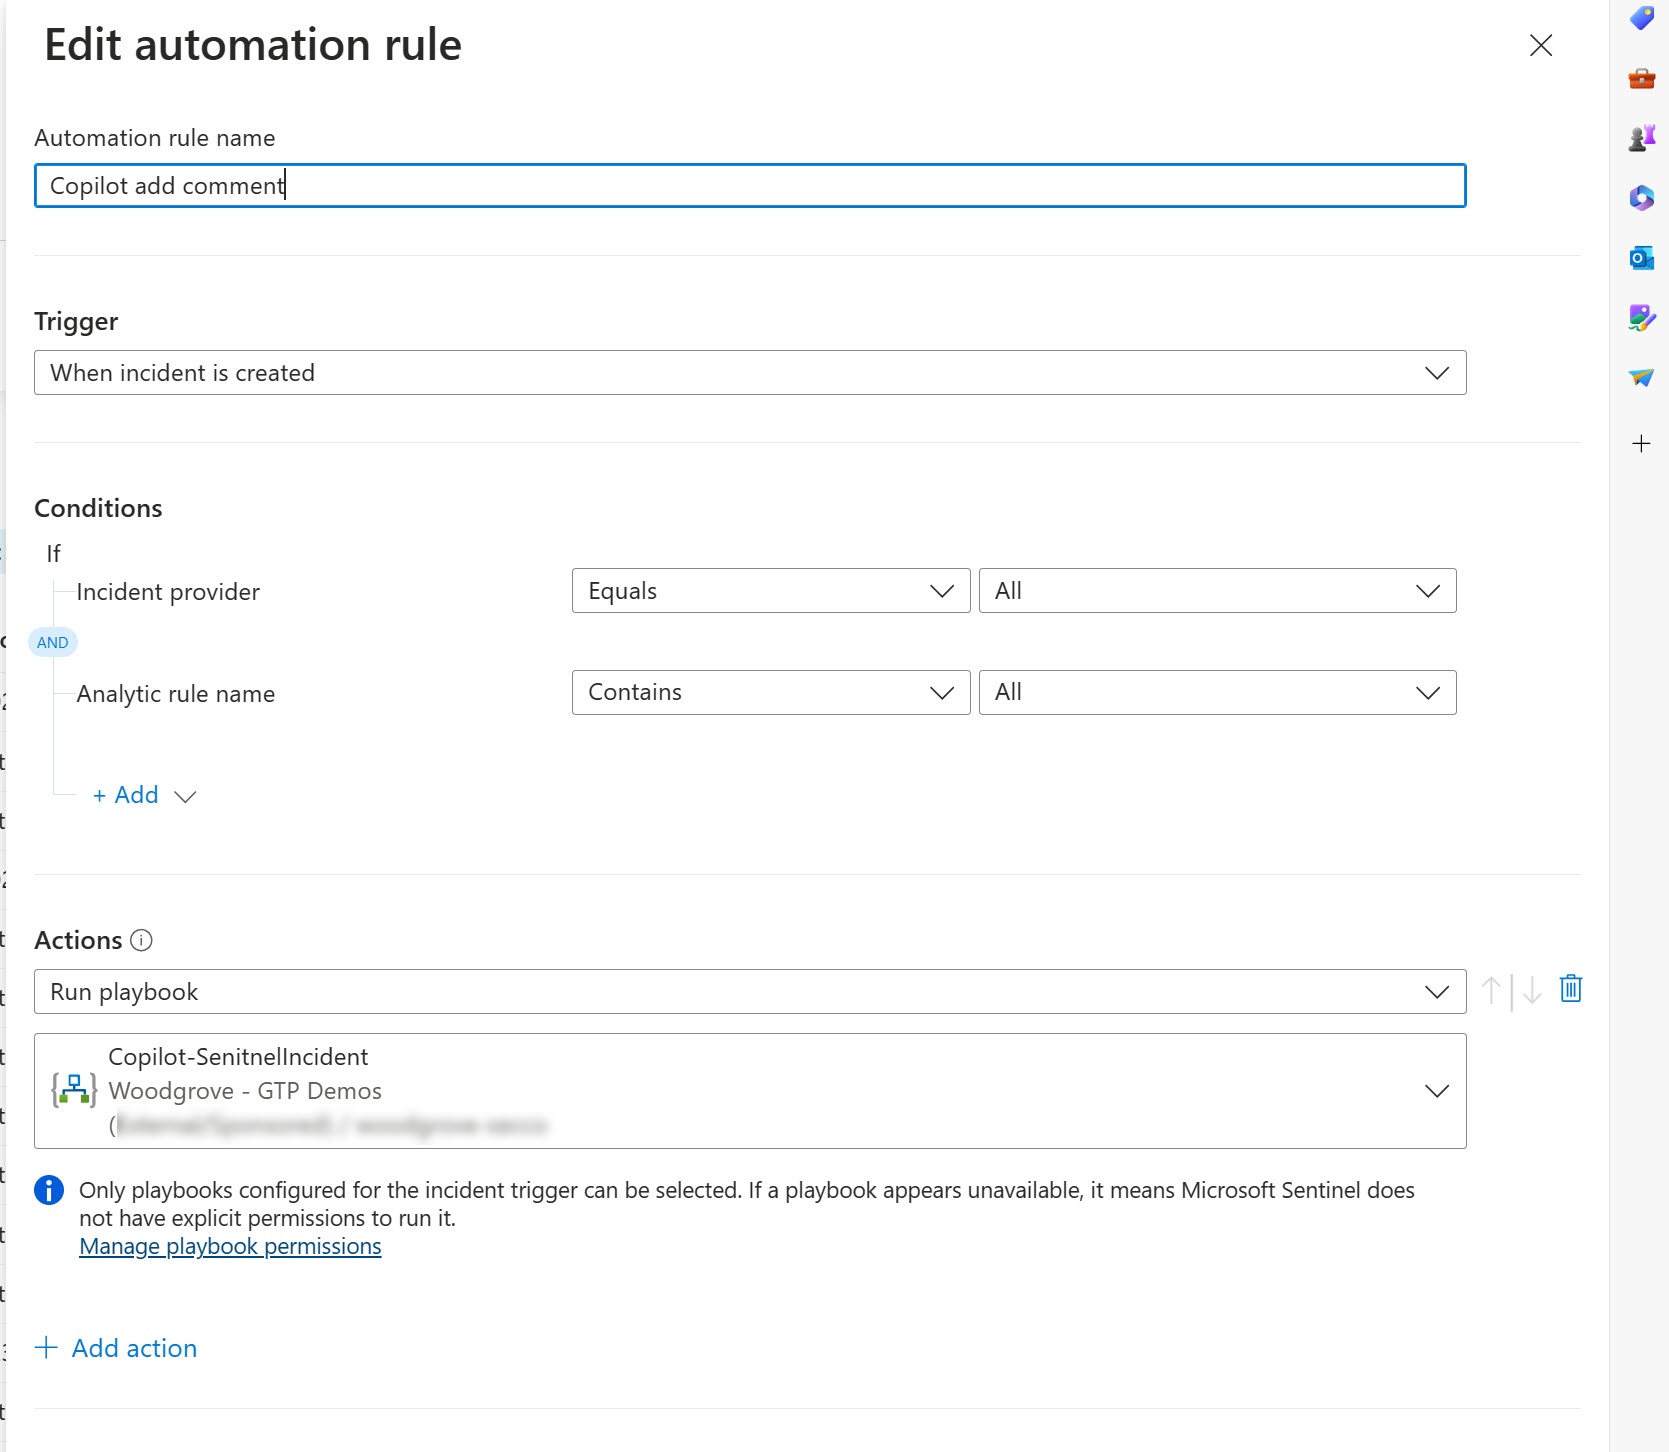 Edit automation rule
Automation rule name
Copilot add comment
Trigger
When incident is created
Conditions
If
Incident provider
Equals
All
AND
Analytic rule name
Contains
All
+ Add
Actions
Run playbook
Copilot-SenitnelIncident
Woodgrove - GTP Demos
(
Only playbooks configured for the incident trigger can be selected. If a playbook appears unavailable, it means Microsoft Sentinel does
not have explicit permissions to run it.
Manage playbook permissions
+ Add action